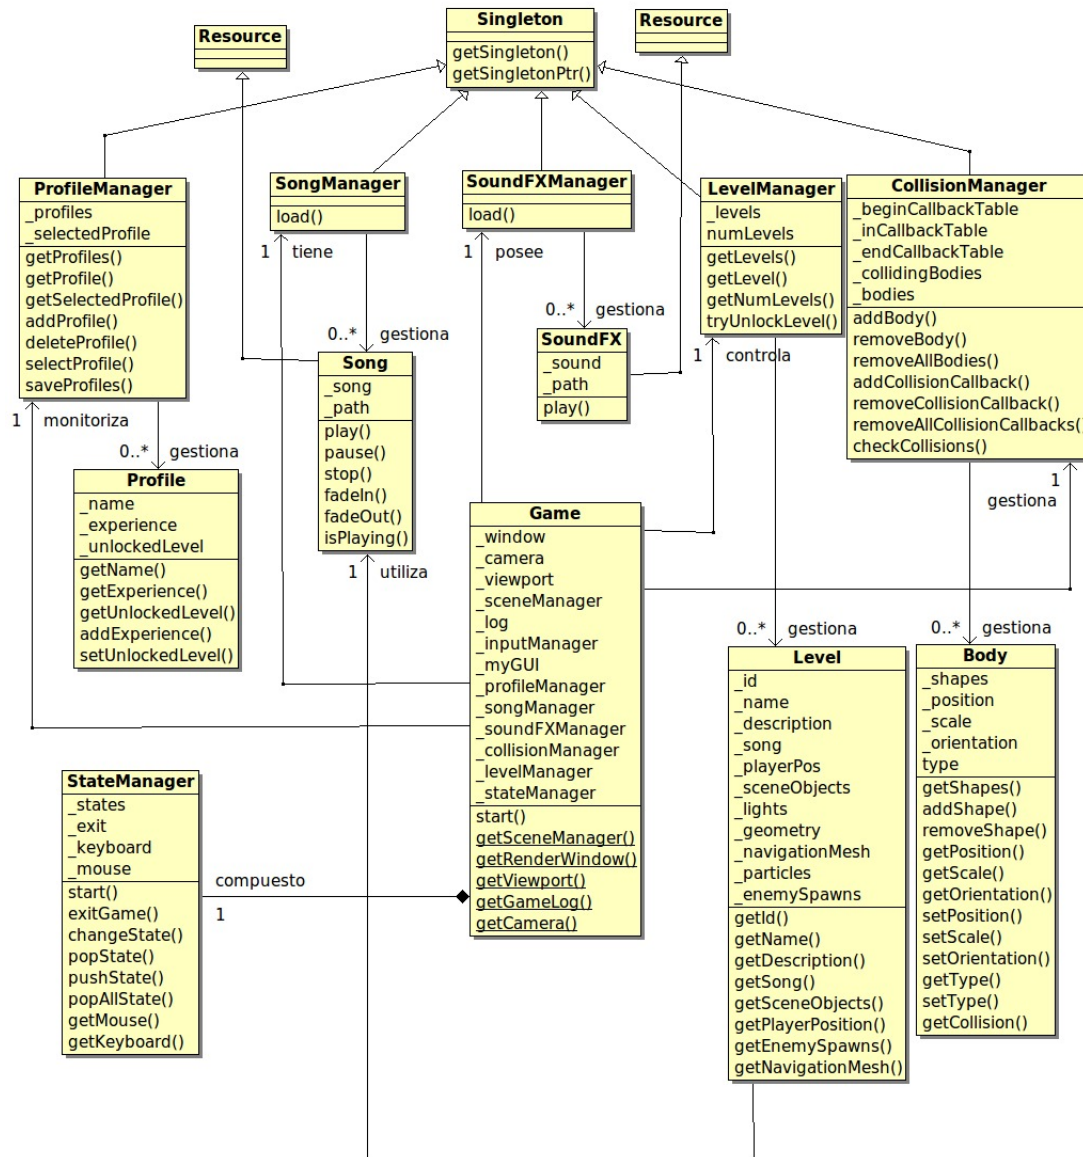 Resource
Singleton
getSingleton()
getSingletonPtr()
Resource
ProfileManager
_profiles
_selectedProfile
getProfiles()
getProfile()
getSelectedProfile()
addProfile()
deleteProfile()
selectProfile()
saveProfiles()
SongManager
load()
SoundFXManager
load()
LevelManager
_levels
numLevels
getLevels()
getLevel()
getNumLevels()
tryUnlockLevel()
CollisionManager
_beginCallbackTable
_inCallbackTable
_endCallbackTable
_collidingBodies
_bodies
addBody()
removeBody()
removeAllBodies()
addCollisionCallback()
removeCollisionCallback()
removeAllCollisionCallbacks()
checkCollisions()
1 tiene
1 posee
0..* gestiona
0..* gestiona
1 controla
Song
_song
_path
play()
pause()
stop()
fadeIn()
fadeOut()
isPlaying()
SoundFX
_sound
_path
play()
1 monitoriza
0..* gestiona
Profile
_name
_experience
_unlockedLevel
getName()
getExperience()
getUnlockedLevel()
addExperience()
setUnlockedLevel()
1 utiliza
1
gestiona
Game
_window
_camera
_viewport
_sceneManager
_log
_inputManager
_myGUI
_profileManager
_songManager
_soundFXManager
_collisionManager
_levelManager
_stateManager
start()
getSceneManager()
getRenderWindow()
getViewport()
getGameLog()
getCamera()
0..* gestiona
0..* gestiona
Level
_id
_name
_description
_song
_playerPos
_sceneObjects
_lights
_geometry
_navigationMesh
_particles
_enemySpawns
getId()
getName()
getDescription()
getSong()
getSceneObjects()
getPlayerPosition()
getEnemySpawns()
getNavigationMesh()
Body
_shapes
_position
_scale
_orientation
type
getShapes()
addShape()
removeShape()
getPosition()
getScale()
getOrientation()
setPosition()
setScale()
setOrientation()
getType()
setType()
getCollision()
StateManager
_states
_exit
_keyboard
_mouse
start()
exitGame()
changeState()
popState()
pushState()
popAllState()
getMouse()
getKeyboard()
compuesto
1